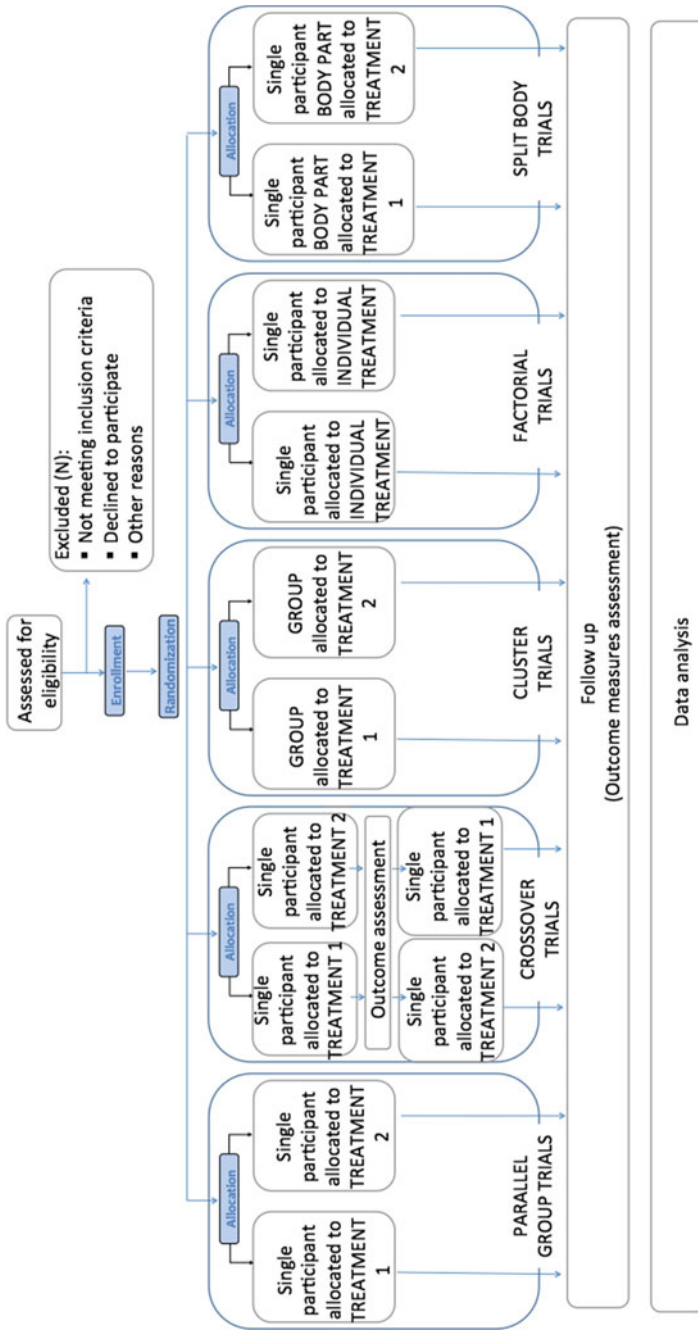 Assessed for
eligibility
Excluded (N):
▪ Not meeting inclusion criteria
▪ Declined to participate
▪ Other reasons
Enrollment
Randomization
Allocation
Single
participant
allocated to
TREATMENT
1
Single
participant
allocated to
TREATMENT
2
PARALLEL
GROUP TRIALS
Allocation
Single
participant
allocated to
TREATMENT 1
Single
participant
allocated to
TREATMENT 2
Outcome assessment
Single
participant
allocated to
TREATMENT 2
Single
participant
allocated to
TREATMENT 1
CROSSOVER
TRIALS
Allocation
GROUP
allocated to
TREATMENT
1
GROUP
allocated to
TREATMENT
2
CLUSTER
TRIALS
Allocation
Single
participant
allocated to
INDIVIDUAL
TREATMENT
Single
participant
allocated to
INDIVIDUAL
TREATMENT
FACTORIAL
TRIALS
Allocation
Single
participant
BODY PART
allocated to
TREATMENT
1
Single
participant
BODY PART
allocated to
TREATMENT
2
SPLIT BODY
TRIALS
Follow up
(Outcome measures assessment)
Data analysis